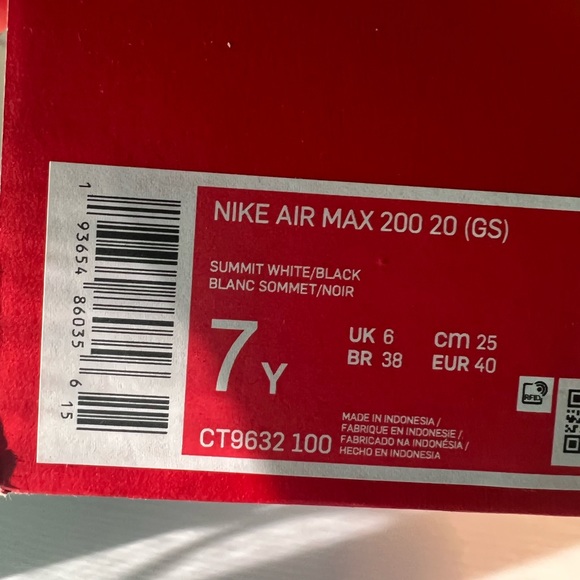 1 93654 86035 6 15
NIKE AIR MAX 200 20 (GS)
SUMMIT WHITE/BLACK
BLANC SOMMET/NOIR
7 Y
UK 6 cm 25
BR 38 EUR 40
CT9632 100
MADE IN INDONESIA /
FABRIQUE EN INDONESIE /
FABRICADO NA INDONÉSIA /
HECHO EN INDONESIA
RFID